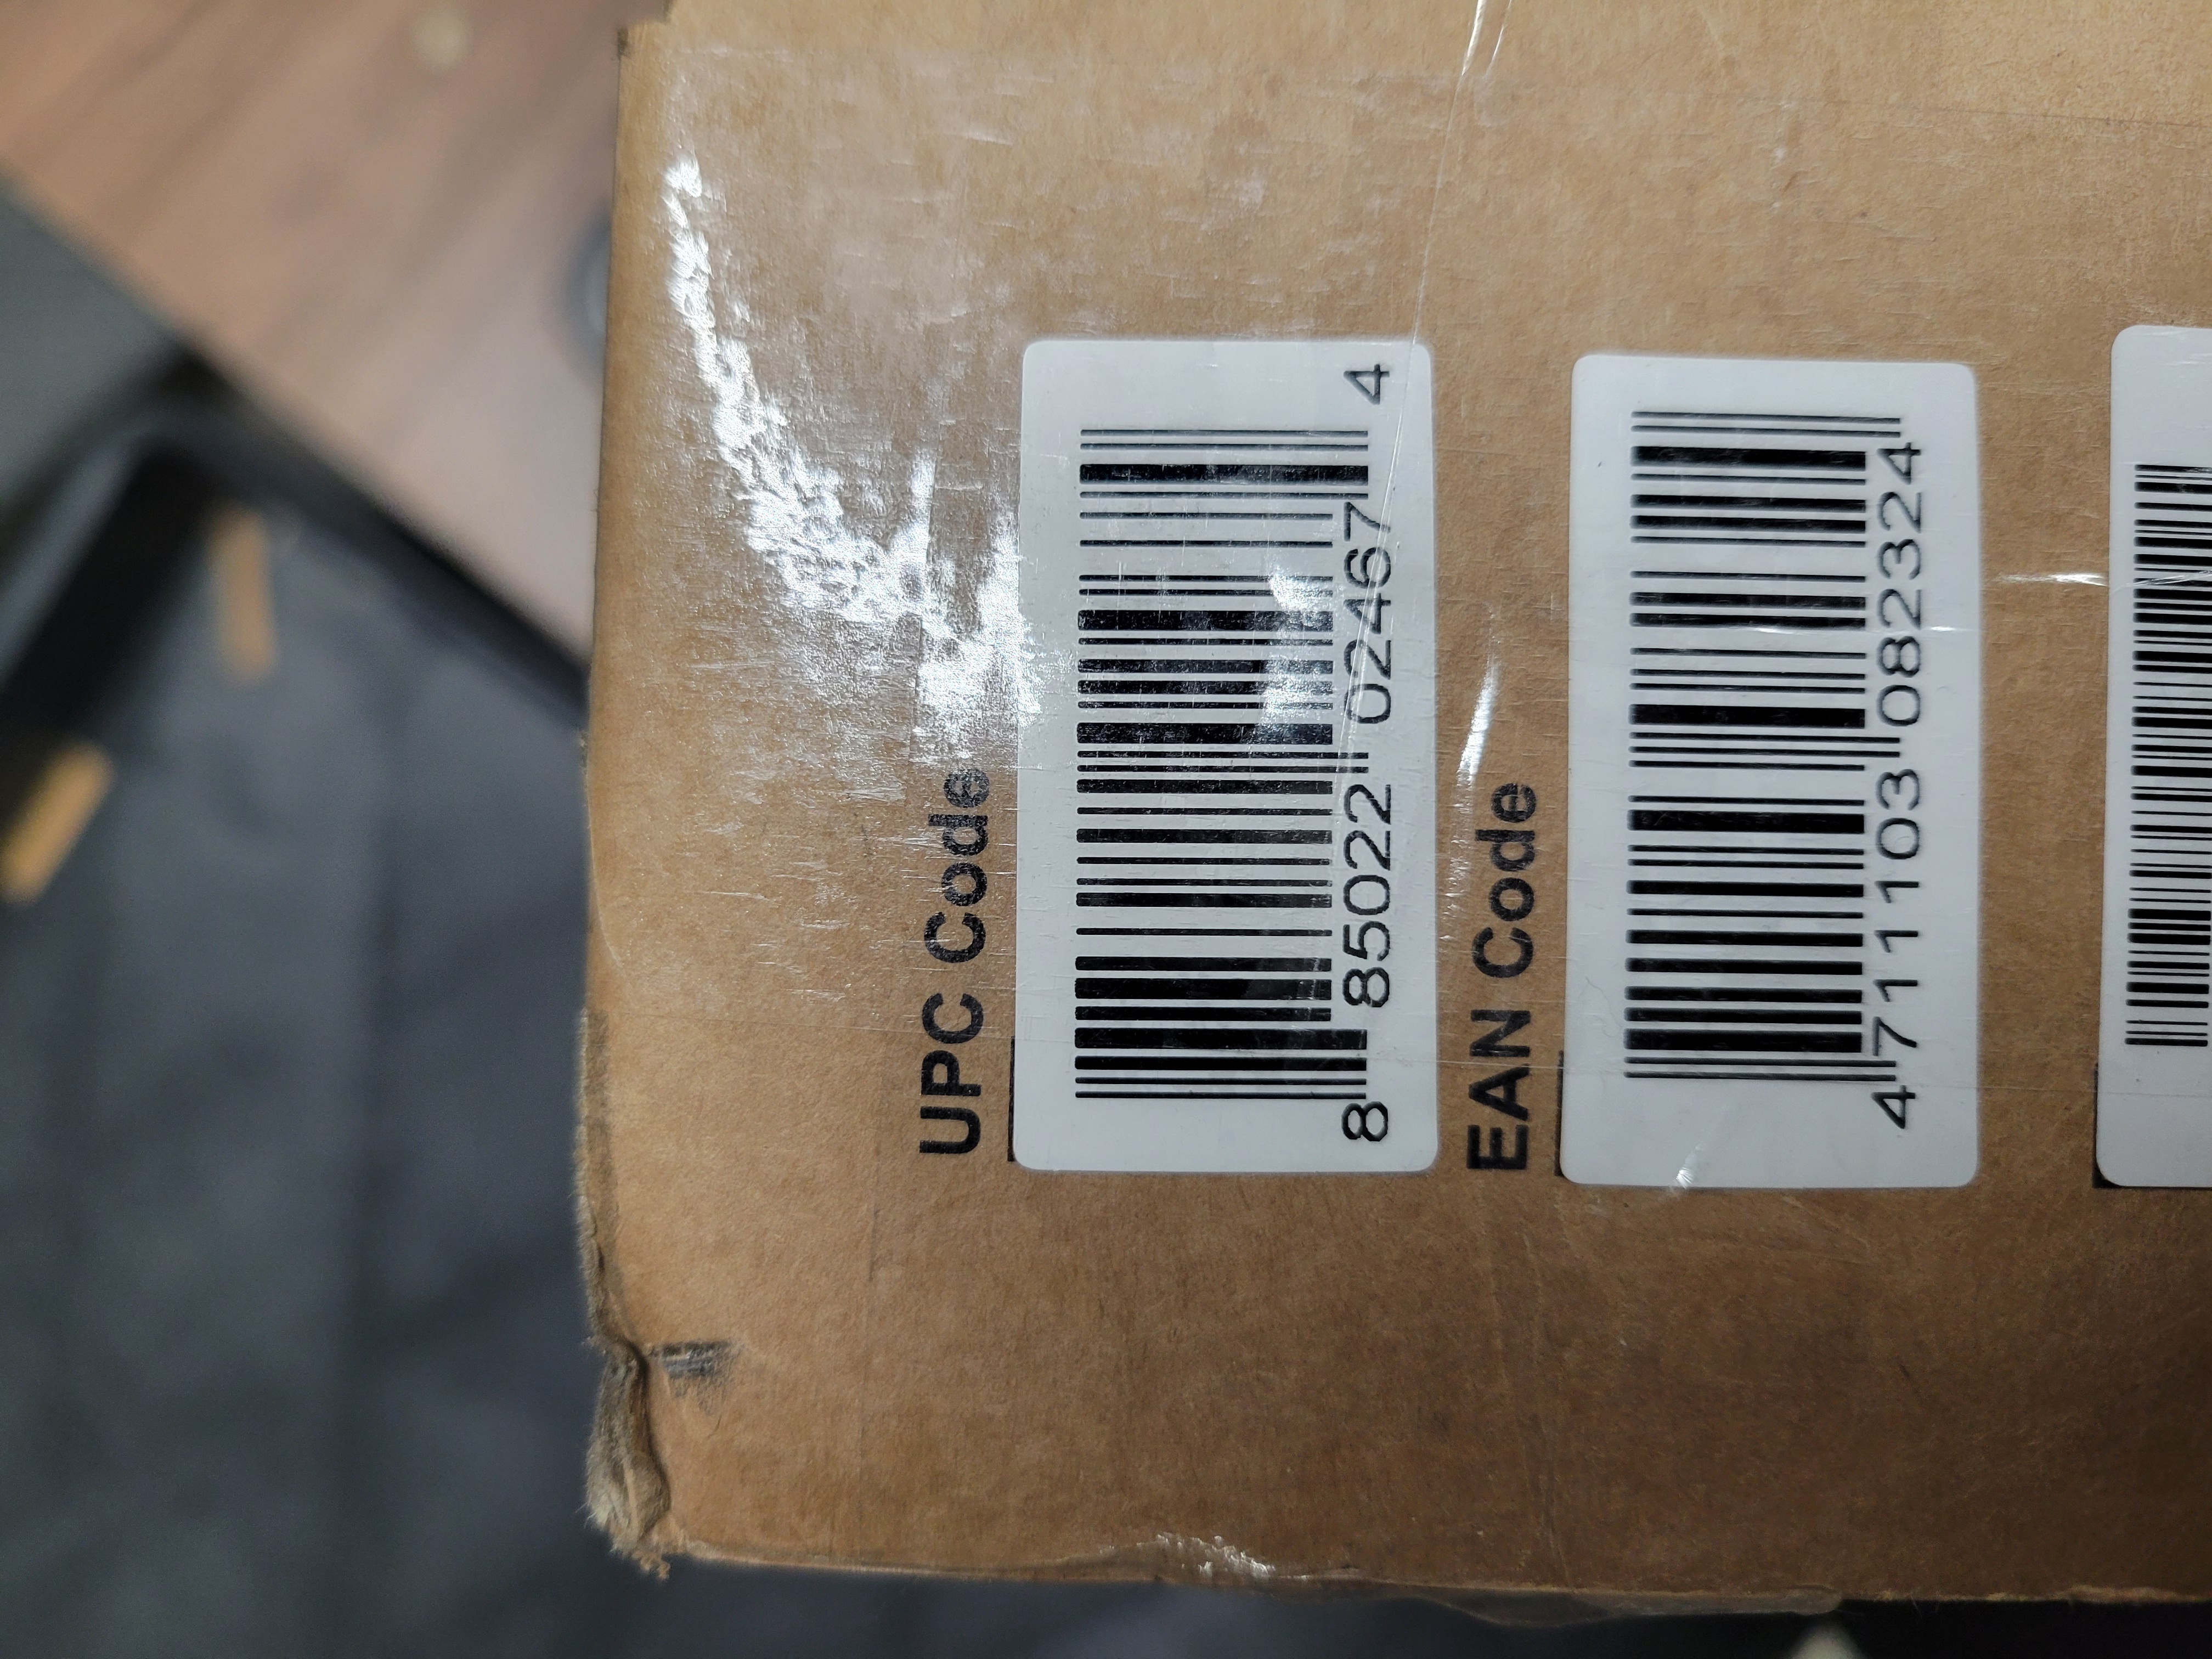 UPC Code
8 85022 02467 4
EAN Code
4 711103 082324